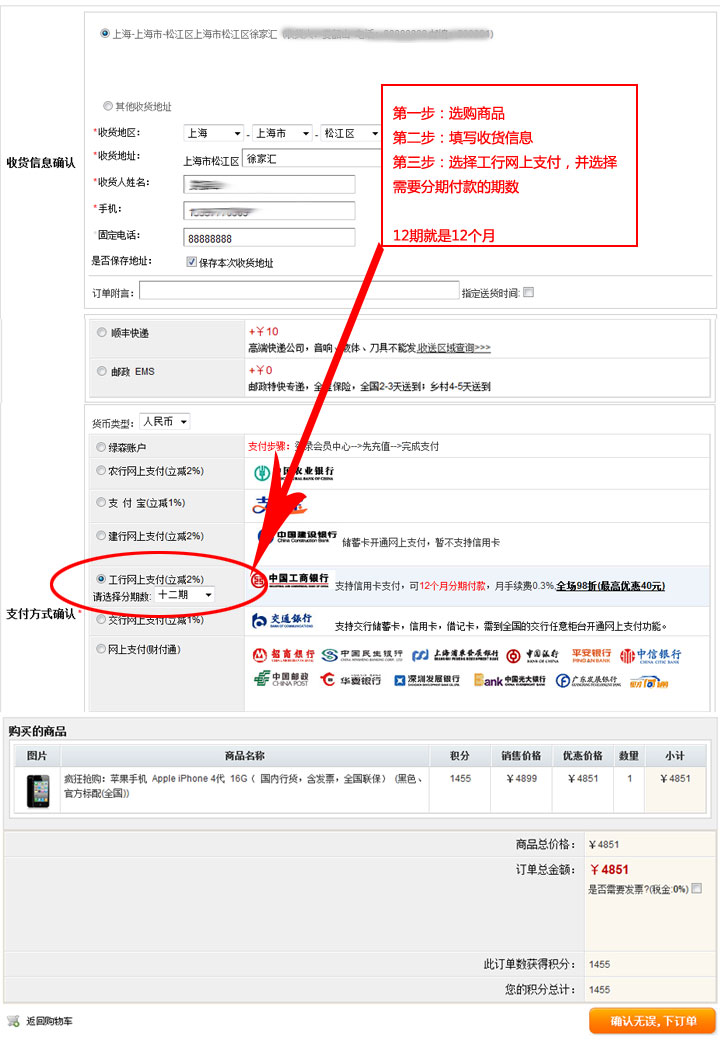 上海-上海市-松江区上海市松江区徐家汇
其他收货地址
第一步：选购商品
第二步：填写收货信息
第三步：选择工行网上支付，并选择
需要分期付款的期数
12期就是12个月
收货信息确认
*收货地区： 上海 - 上海市 - 松江区
*收货地址： 上海市松江区 徐家汇
*收货人姓名：
*手机：
*固定电话： 88888888
是否保存地址： 保存本次收货地址
订单附言： 指定送货时间:
顺丰快递 +￥10
高端快递公司，音响、液体、刀具不能发,收送区域查询>>>
邮政 EMS +￥0
邮政特快专递，全程保险，全国2-3天送到；乡村4-5天送到
支付方式确认*
货币类型： 人民币
绿森账户 支付步骤：登录会员中心-->先充值-->完成支付
农行网上支付(立减2%) 中国农业银行
AGRICULTURAL BANK OF CHINA
支 付 宝(立减1%) 支付宝
建行网上支付(立减2%) 中国建设银行 储蓄卡开通网上支付，暂不支持信用卡
China Construction Bank
工行网上支付(立减2%) 中国工商银行 支持信用卡支付，可12个月分期付款，月手续费0.3%,全场98折(最高优惠40元)
请选择分期数: 十二期
交行网上支付(立减1%) 交通银行 支持交行储蓄卡，信用卡，借记卡，需到全国的交行任意柜台开通网上支付功能。
BANK OF COMMUNICATIONS
网上支付(财付通) 招商银行 中国民生银行 上海浦东发展银行 中国银行 平安银行 中信银行
BANK OF CHINA PINGAN BANK CHINA CITIC BANK
中国邮政 华夏银行 深圳发展银行 Bank 中国光大银行 广东发展银行
CHINA POST
购买的商品
图片 商品名称 积分 销售价格 优惠价格 数里 小计
疯狂抢购：苹果手机 Apple iPhone 4代 16G（ 国内行货，含发票，全国联保） (黑色、 1455 ￥4899 ￥4851 1 ￥4851
官方标配(全国))
商品总价格： ￥4851
订单总金额： ￥4851
是否需要发票?(税金:0%)
此订单数获得积分： 1455
您的积分总计： 1455
返回购物车
确认无误,下订单